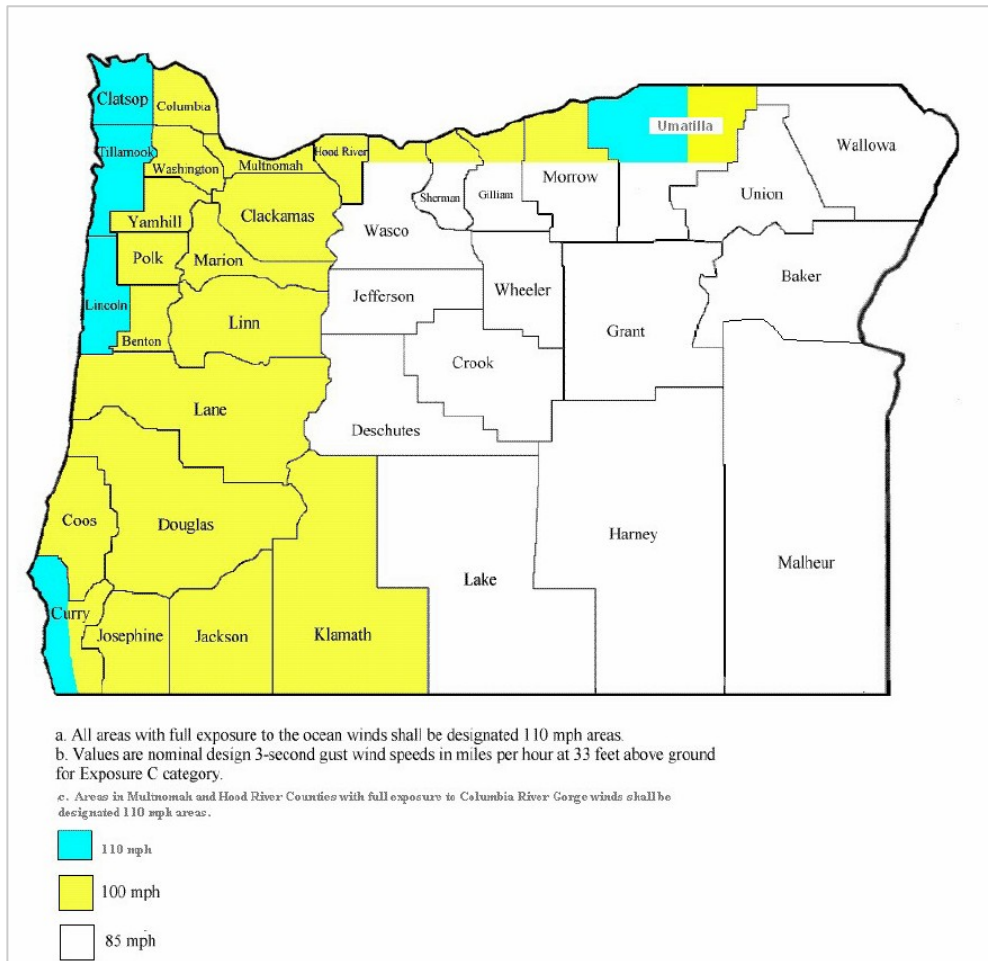 Clatsop
Columbia
Tillamook
Washington
Multnomah
Hood River
Umatilla
Wallowa
Yamhill
Clackamas
Sherman
Gilliam
Morrow
Union
Wasco
Polk
Marion
Baker
Lincoln
Jefferson
Wheeler
Grant
Benton
Linn
Crook
Lane
Deschutes
Coos
Douglas
Harney
Malheur
Lake
Curry
Josephine
Jackson
Klamath
a. All areas with full exposure to the ocean winds shall be designated 110 mph areas.
b. Values are nominal design 3-second gust wind speeds in miles per hour at 33 feet above ground
for Exposure C category.
c. Areas in Multnomah and Hood River Counties with full exposure to Columbia River Gorge winds shall be
designated 110 mph areas.
110 mph
100 mph
85 mph